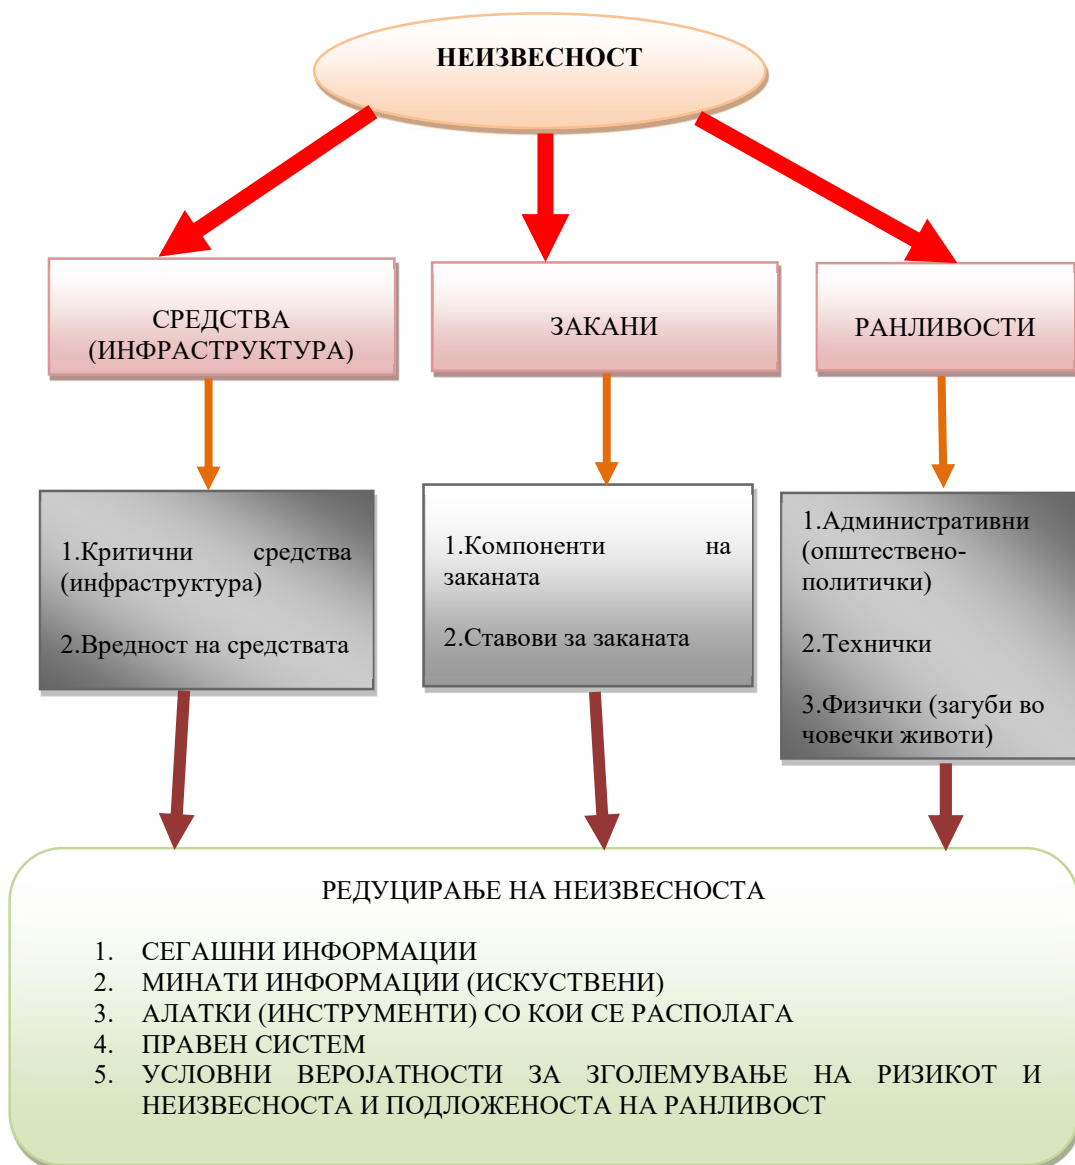 НЕИЗВЕСНОСТ
СРЕДСТВА
(ИНФРАСТРУКТУРА)
ЗАКАНИ
РАНЛИВОСТИ
1.Критични средства
(инфраструктура)
2.Вредност на средствата
1.Компоненти на
заканата
2.Ставови за заканата
1.Административни
(општествено-
политички)
2.Технички
3.Физички (загуби во
човечки животи)
РЕДУЦИРАЊЕ НА НЕИЗВЕСНОСТА
1. СЕГАШНИ ИНФОРМАЦИИ
2. МИНАТИ ИНФОРМАЦИИ (ИСКУСТВЕНИ)
3. АЛАТКИ (ИНСТРУМЕНТИ) СО КОИ СЕ РАСПОЛАГА
4. ПРАВЕН СИСТЕМ
5. УСЛОВНИ ВЕРОЈАТНОСТИ ЗА ЗГОЛЕМУВАЊЕ НА РИЗИКОТ И
НЕИЗВЕСНОСТА И ПОДЛОЖЕНОСТА НА РАНЛИВОСТ